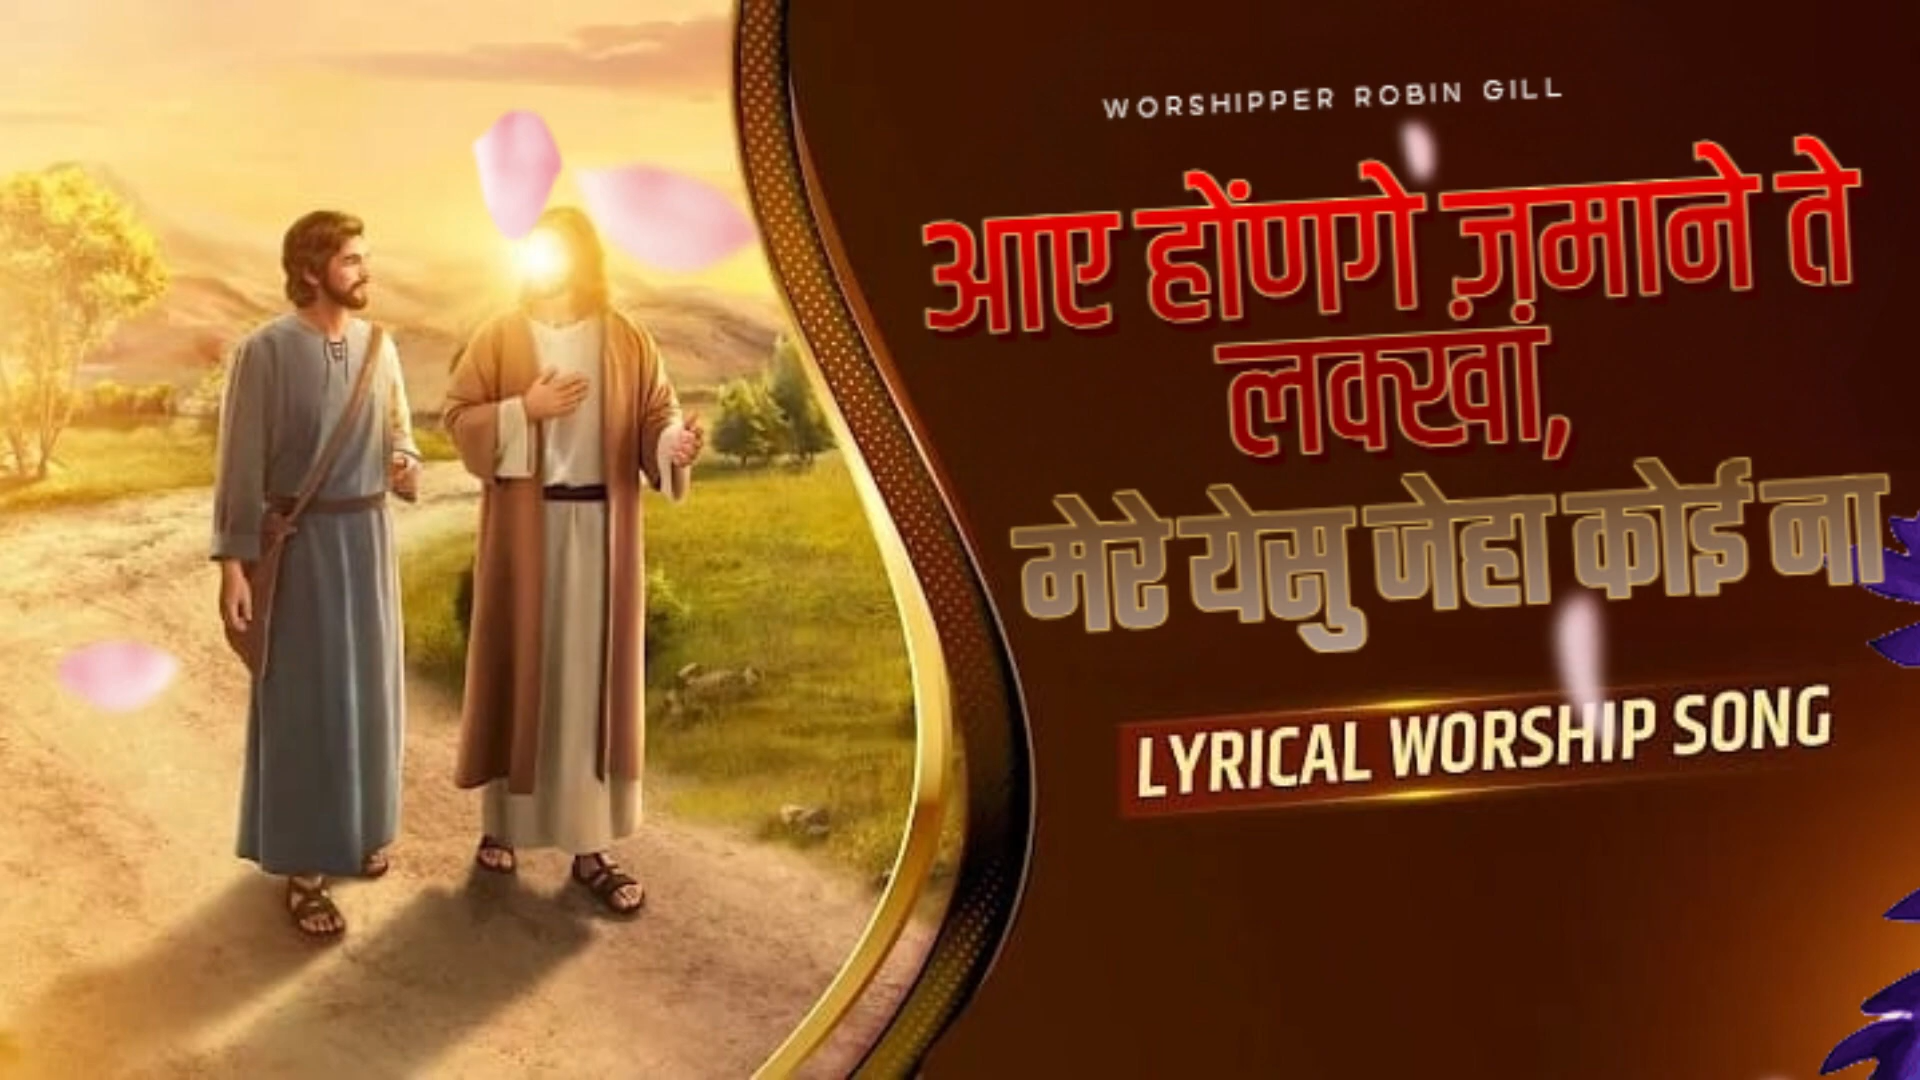 WORSHIPPER ROBIN GILL
आए होंणगे ज़माने ते
लक्खां,
मेरे येसु जेहा कोई ना
LYRICAL WORSHIP SONG